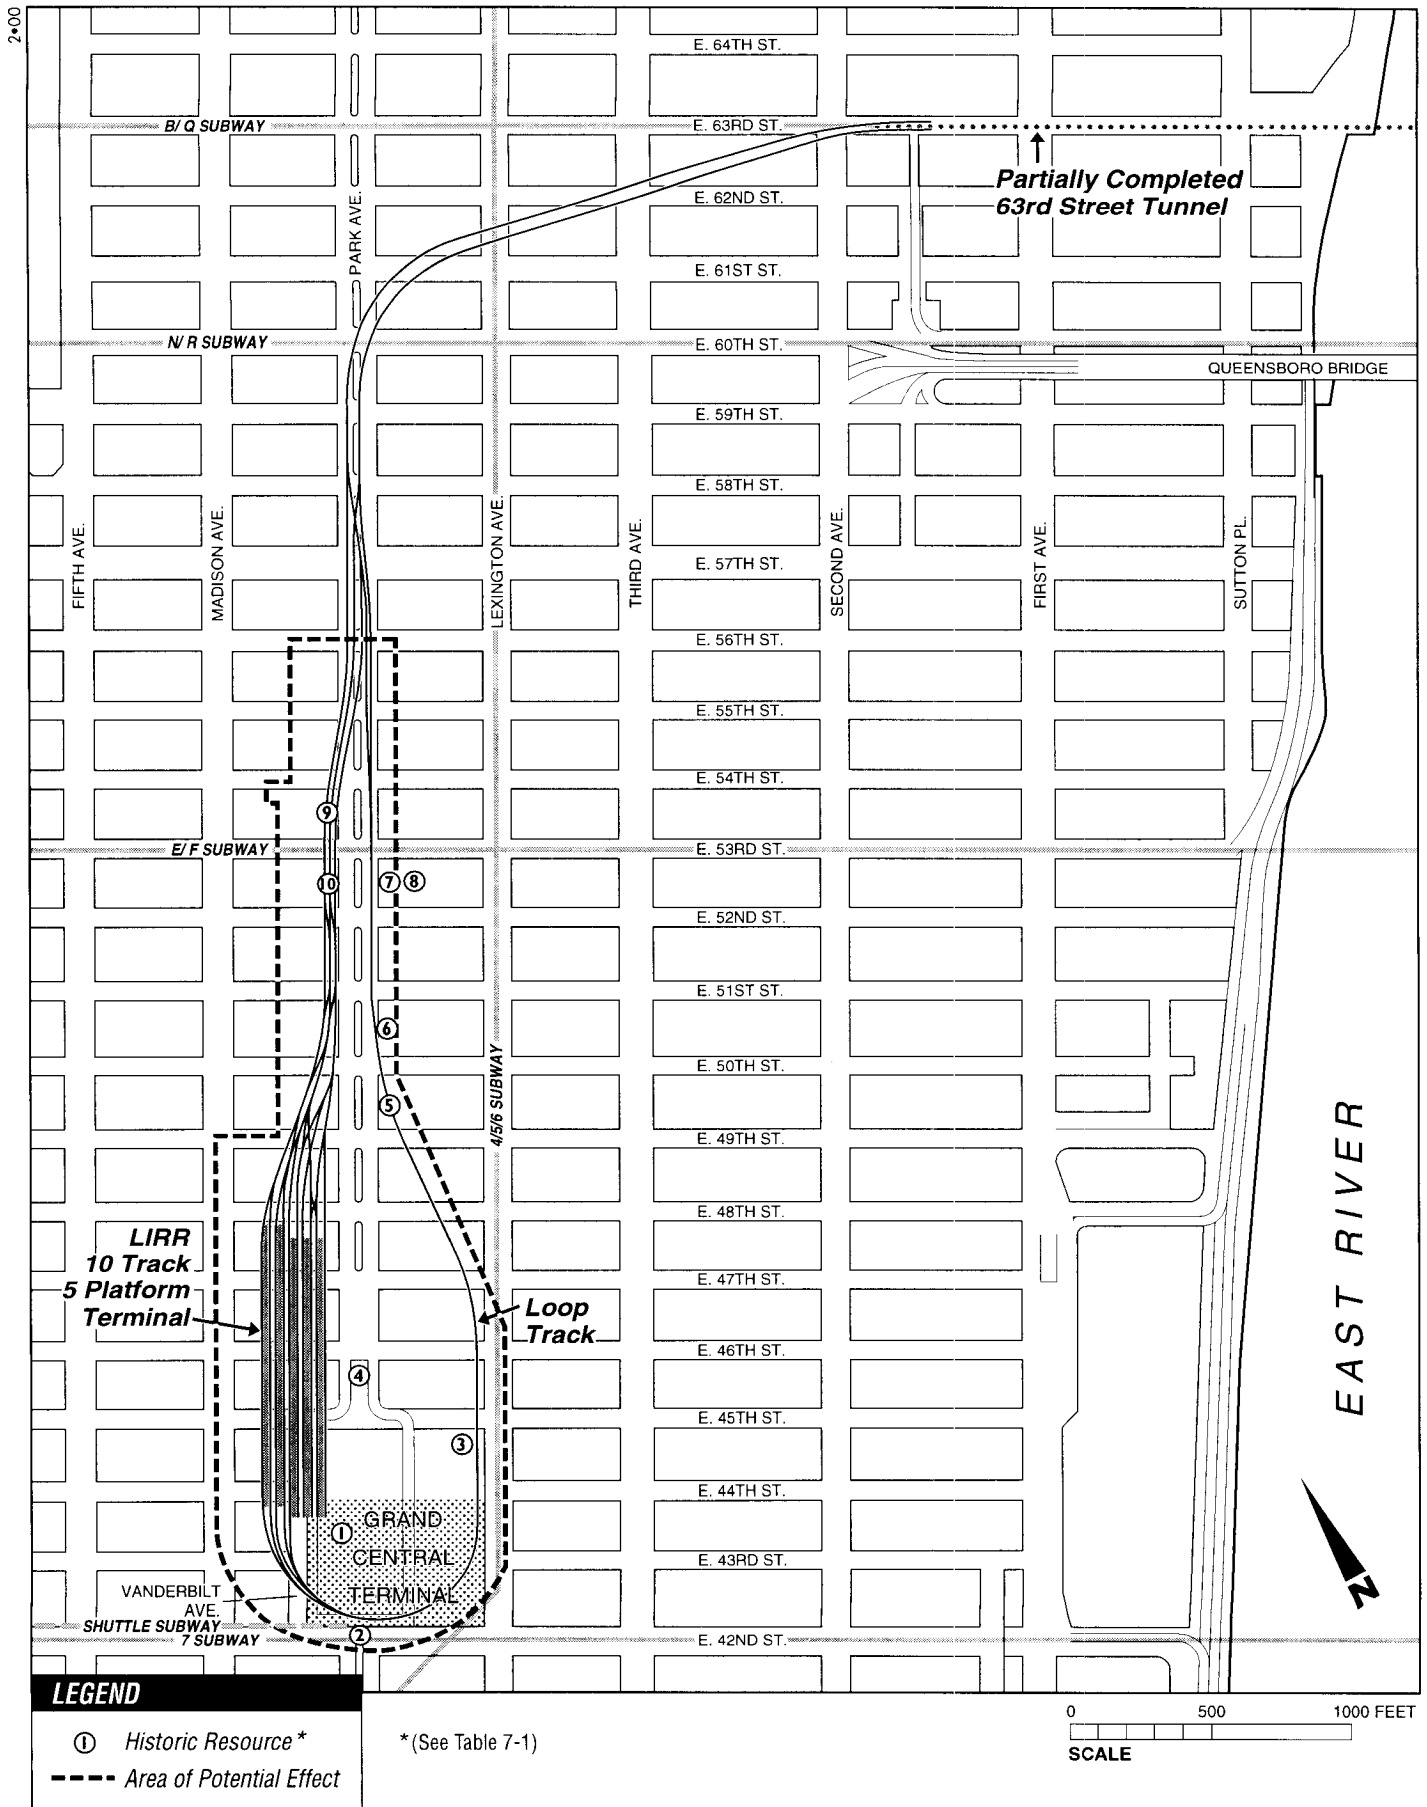 2•00
E. 64TH ST.
B/Q SUBWAY
E. 63RD ST.
Partially Completed
63rd Street Tunnel
E. 62ND ST.
PARK AVE.
E. 61ST ST.
N/R SUBWAY
E. 60TH ST.
QUEENSBORO BRIDGE
E. 59TH ST.
E. 58TH ST.
FIFTH AVE.
MADISON AVE.
LEXINGTON AVE.
THIRD AVE.
SECOND AVE.
FIRST AVE.
SUTTON PL.
E. 57TH ST.
E. 56TH ST.
E. 55TH ST.
E. 54TH ST.
9
E/F SUBWAY
E. 53RD ST.
10
7
8
E. 52ND ST.
E. 51ST ST.
6
4/5/6 SUBWAY
E. 50TH ST.
5
E. 49TH ST.
E. 48TH ST.
LIRR
10 Track
5 Platform
Terminal
E. 47TH ST.
Loop
Track
EAST RIVER
E. 46TH ST.
4
E. 45TH ST.
3
E. 44TH ST.
1
GRAND
CENTRAL
TERMINAL
E. 43RD ST.
VANDERBILT
AVE.
SHUTTLE SUBWAY
7 SUBWAY
2
E. 42ND ST.
N
LEGEND
1 Historic Resource *
Area of Potential Effect
* (See Table 7-1)
0 500 1000 FEET
SCALE